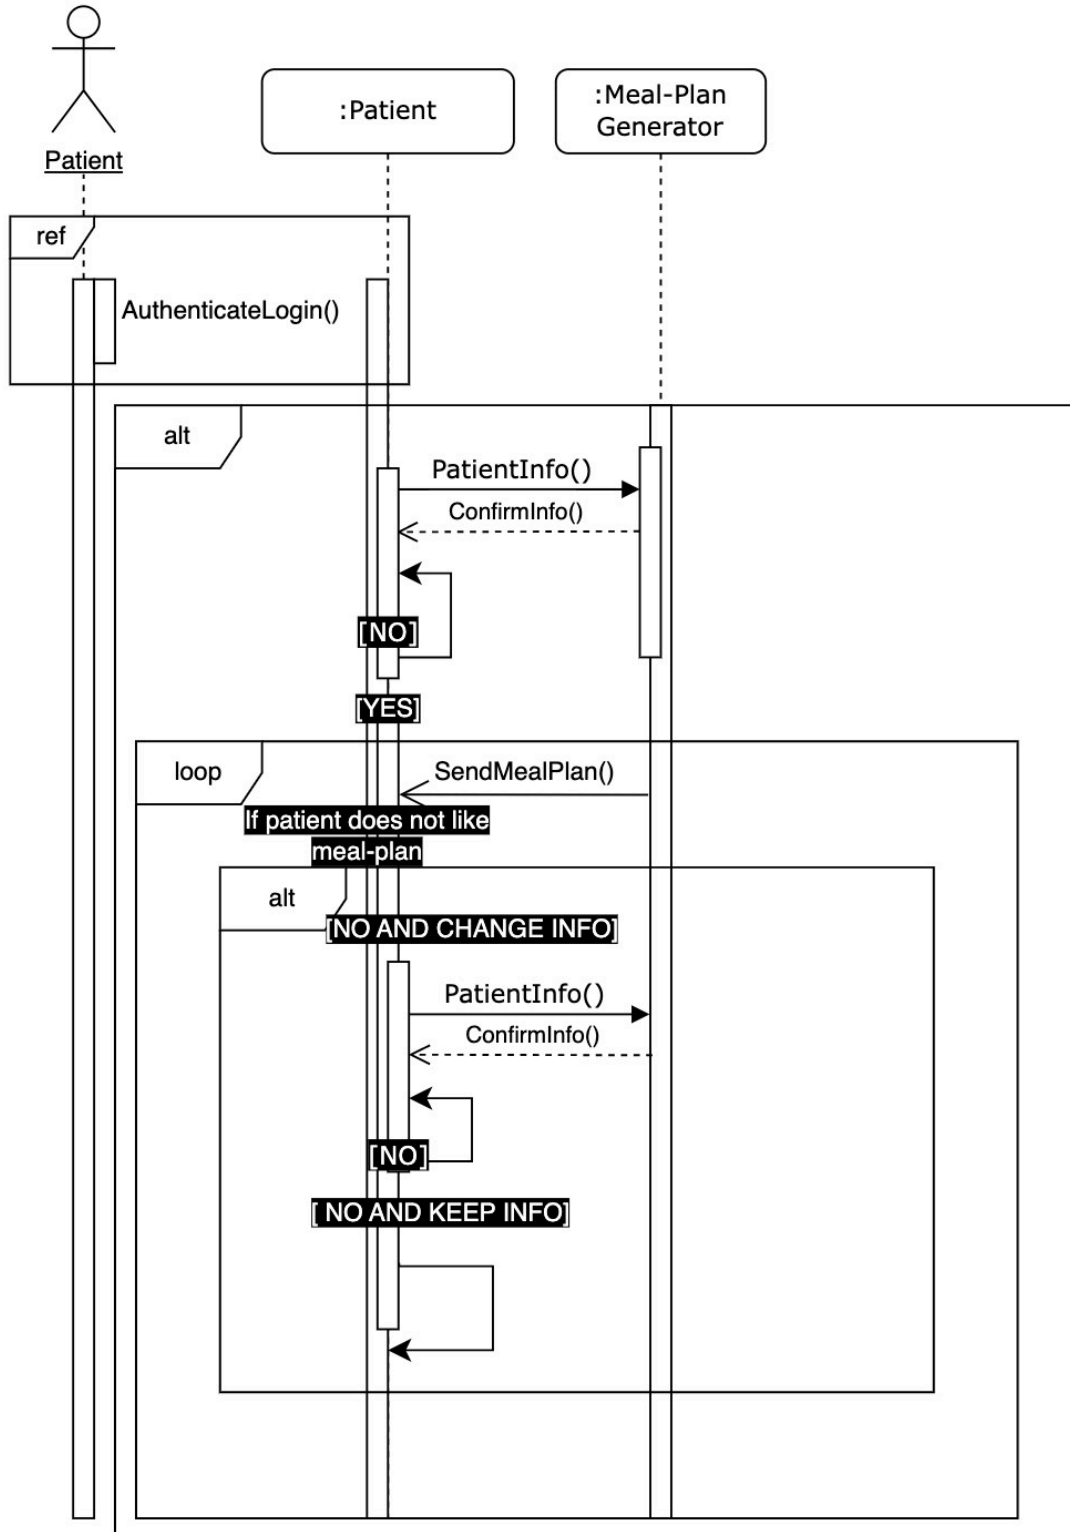 Patient
:Patient
:Meal-Plan
Generator
ref
AuthenticateLogin()
alt
PatientInfo()
ConfirmInfo()
[NO]
[YES]
loop
SendMealPlan()
If patient does not like
meal-plan
alt
[NO AND CHANGE INFO]
PatientInfo()
ConfirmInfo()
[NO]
[ NO AND KEEP INFO]